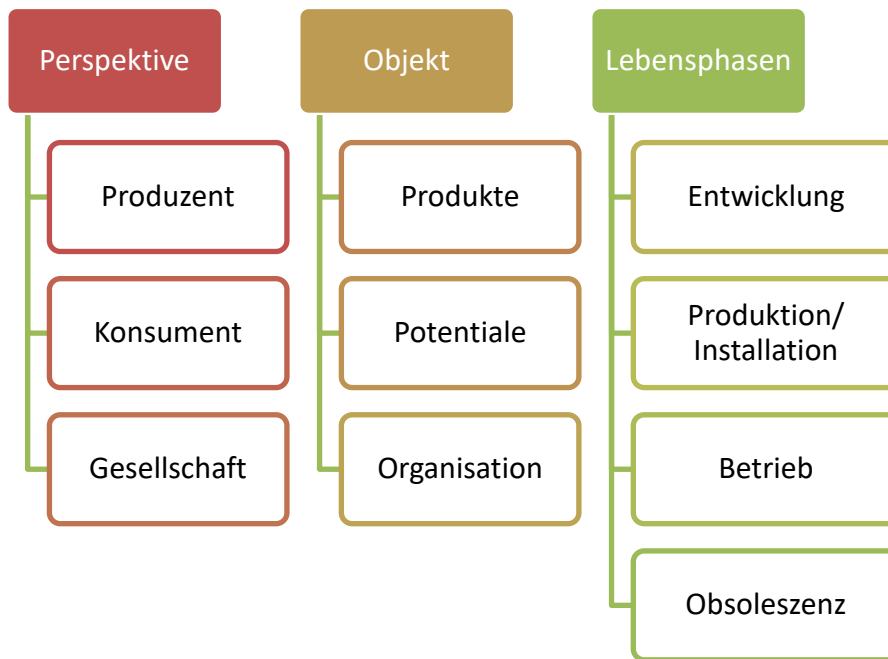 Perspektive
Produzent
Konsument
Gesellschaft
Objekt
Produkte
Potentiale
Organisation
Lebensphasen
Entwicklung
Produktion/
Installation
Betrieb
Obsoleszenz